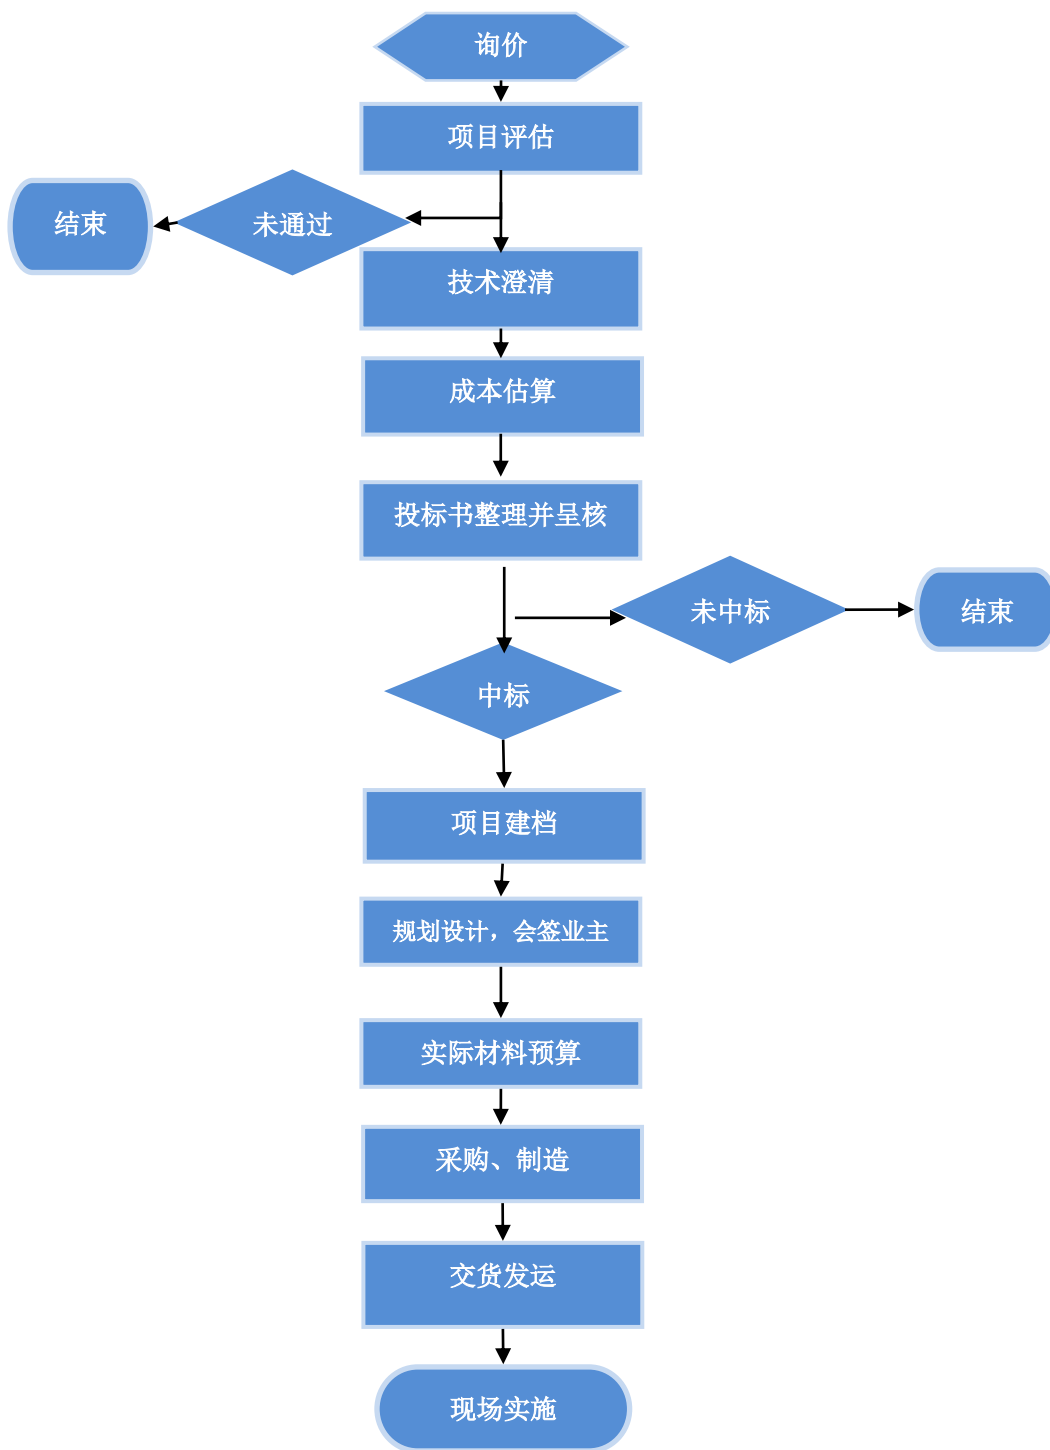 询价
项目评估
结束
未通过
技术澄清
成本估算
投标书整理并呈核
未中标
结束
中标
项目建档
规划设计，会签业主
实际材料预算
采购、制造
交货发运
现场实施